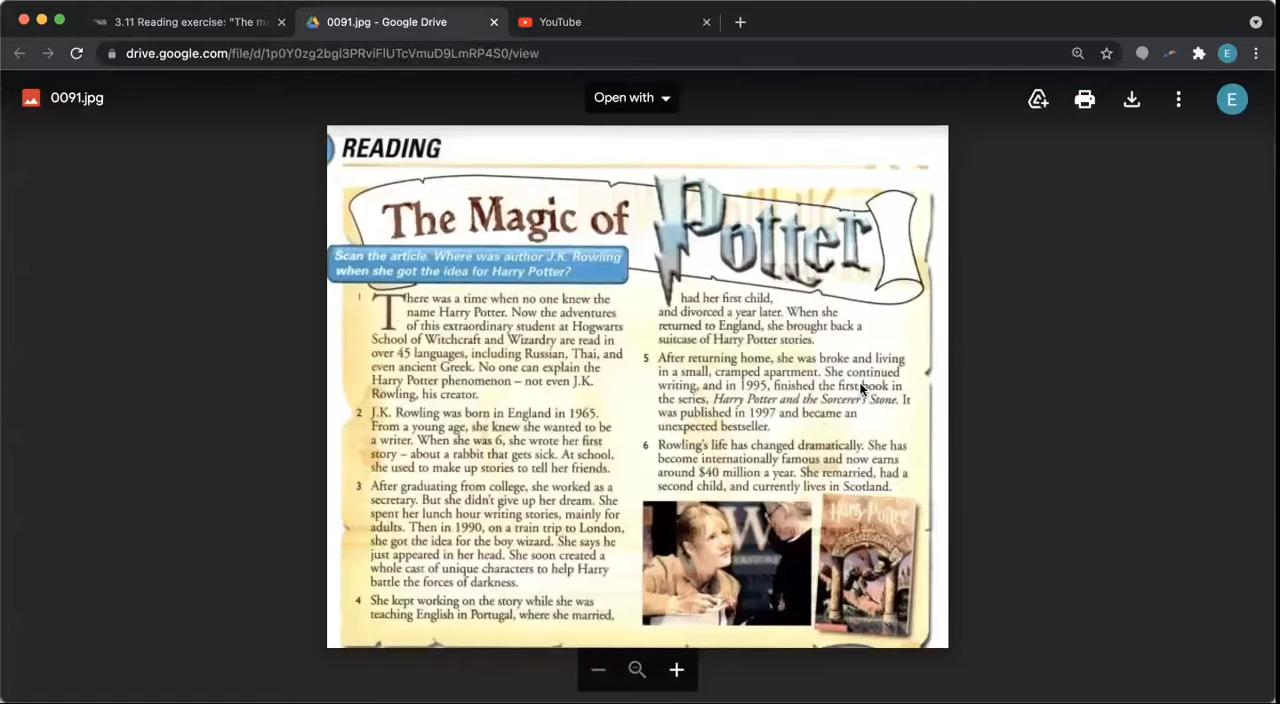 3.11 Reading exercise: "The m
0091.jpg - Google Drive
YouTube
drive.google.com/file/d/1p0Y0zg2bgI3PRviFlUTcVmuD9LmRP4S0/view
E
0091.jpg
Open with
E
READING
The Magic of Potter
Scan the article. Where was author J.K. Rowling
when she got the idea for Harry Potter?
1 There was a time when no one knew the
name Harry Potter. Now the adventures
of this extraordinary student at Hogwarts
School of Witchcraft and Wizardry are read in
over 45 languages, including Russian, Thai, and
even ancient Greek. No one can explain the
Harry Potter phenomenon – not even J.K.
Rowling, his creator.
2 J.K. Rowling was born in England in 1965.
From a young age, she knew she wanted to be
a writer. When she was 6, she wrote her first
story – about a rabbit that gets sick. At school,
she used to make up stories to tell her friends.
3 After graduating from college, she worked as a
secretary. But she didn't give up her dream. She
spent her lunch hour writing stories, mainly for
adults. Then in 1990, on a train trip to London,
she got the idea for the boy wizard. She says he
just appeared in her head. She soon created a
whole cast of unique characters to help Harry
battle the forces of darkness.
4 She kept working on the story while she was
teaching English in Portugal, where she married,
had her first child,
and divorced a year later. When she
returned to England, she brought back a
suitcase of Harry Potter stories.
5 After returning home, she was broke and living
in a small, cramped apartment. She continued
writing, and in 1995, finished the first book in
the series, Harry Potter and the Sorcerer's Stone. It
was published in 1997 and became an
unexpected bestseller.
6 Rowling's life has changed dramatically. She has
become internationally famous and now earns
around $40 million a year. She remarried, had a
second child, and currently lives in Scotland.
W
Harry Potter